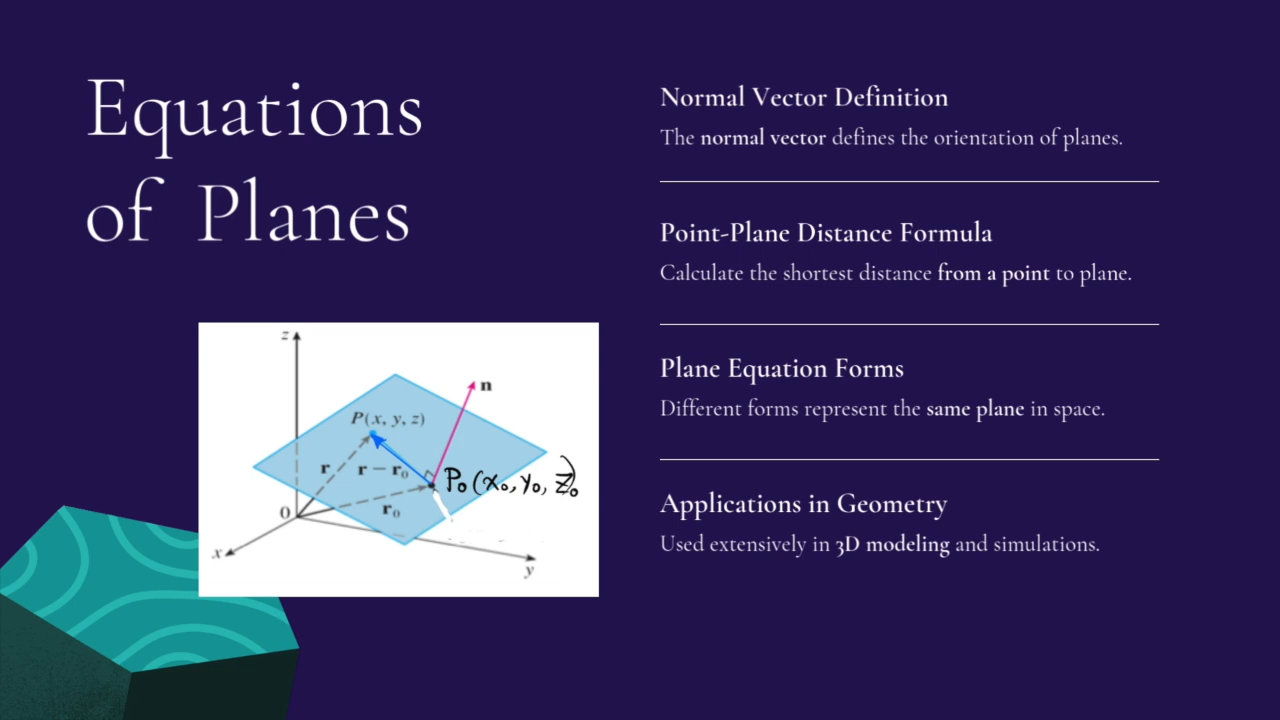 Equations
of Planes
Normal Vector Definition
The normal vector defines the orientation of planes.
Point-Plane Distance Formula
Calculate the shortest distance from a point to plane.
Plane Equation Forms
Different forms represent the same plane in space.
Applications in Geometry
Used extensively in 3D modeling and simulations.
z
n
P(x, y, z)
r
r − r₀
P₀ (x₀, y₀, z₀)
r₀
0
x
y